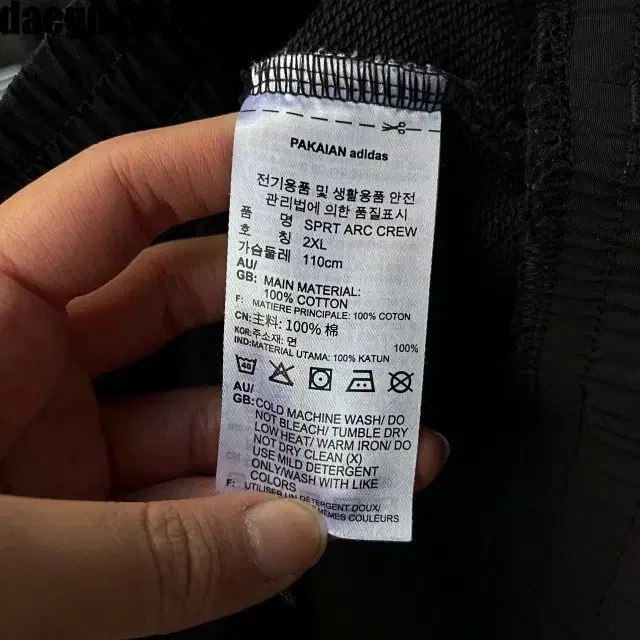 daegu
PAKAIAN adidas
전기용품 및 생활용품 안전
관리법에 의한 품질표시
품 명 SPRT ARC CREW
호 칭 2XL
가슴둘레 110cm
AU/
GB: MAIN MATERIAL:
100% COTTON
F: MATIERE PRINCIPALE: 100% COTON
CN: 主料: 100% 棉
KOR: 주소재: 면 100%
IND: MATERIAL UTAMA: 100% KATUN
40
AU/
GB: COLD MACHINE WASH/ DO
NOT BLEACH/ TUMBLE DRY
LOW HEAT/ WARM IRON/ DO
NOT DRY CLEAN (X)
USE MILD DETERGENT
ONLY/WASH WITH LIKE
COLORS
F: UTILISER UN DETERGENT DOUX/
MÊMES COULEURS